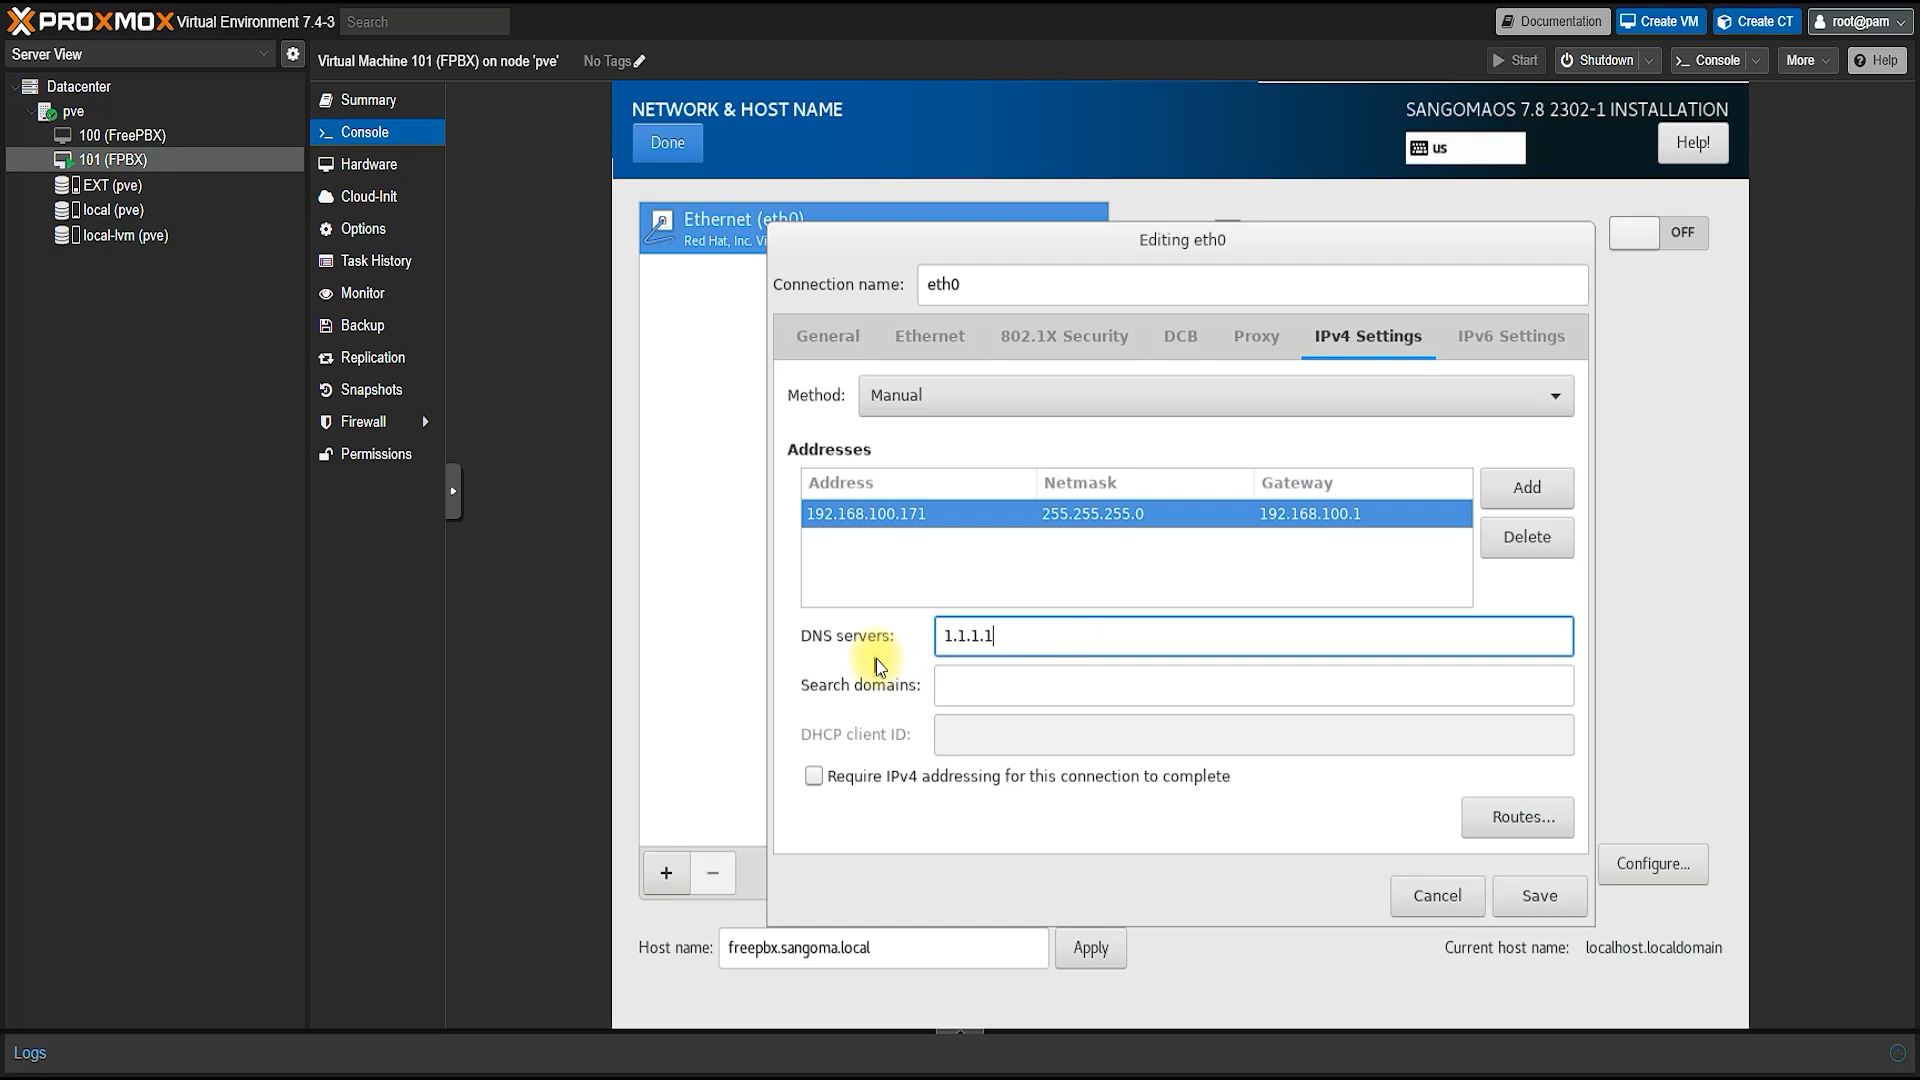 PROXMOX Virtual Environment 7.4-3 Search Documentation Create VM Create CT root@pam
Server View
Virtual Machine 101 (FPBX) on node 'pve' No Tags Start Shutdown Console More Help
Datacenter
pve
100 (FreePBX)
101 (FPBX)
EXT (pve)
local (pve)
local-lvm (pve)
Summary
Console
Hardware
Cloud-Init
Options
Task History
Monitor
Backup
Replication
Snapshots
Firewall
Permissions
NETWORK & HOST NAME
Done
SANGOMAOS 7.8 2302-1 INSTALLATION
us
Help!
Ethernet (eth0)
Red Hat, Inc.
OFF
Editing eth0
Connection name: eth0
General Ethernet 802.1X Security DCB Proxy IPv4 Settings IPv6 Settings
Method: Manual
Addresses
Address Netmask Gateway
192.168.100.171 255.255.255.0 192.168.100.1
Add
Delete
DNS servers: 1.1.1.1
Search domains:
DHCP client ID:
Require IPv4 addressing for this connection to complete
Routes...
+ −
Configure...
Cancel Save
Host name: freepbx.sangoma.local Apply Current host name: localhost.localdomain
Logs